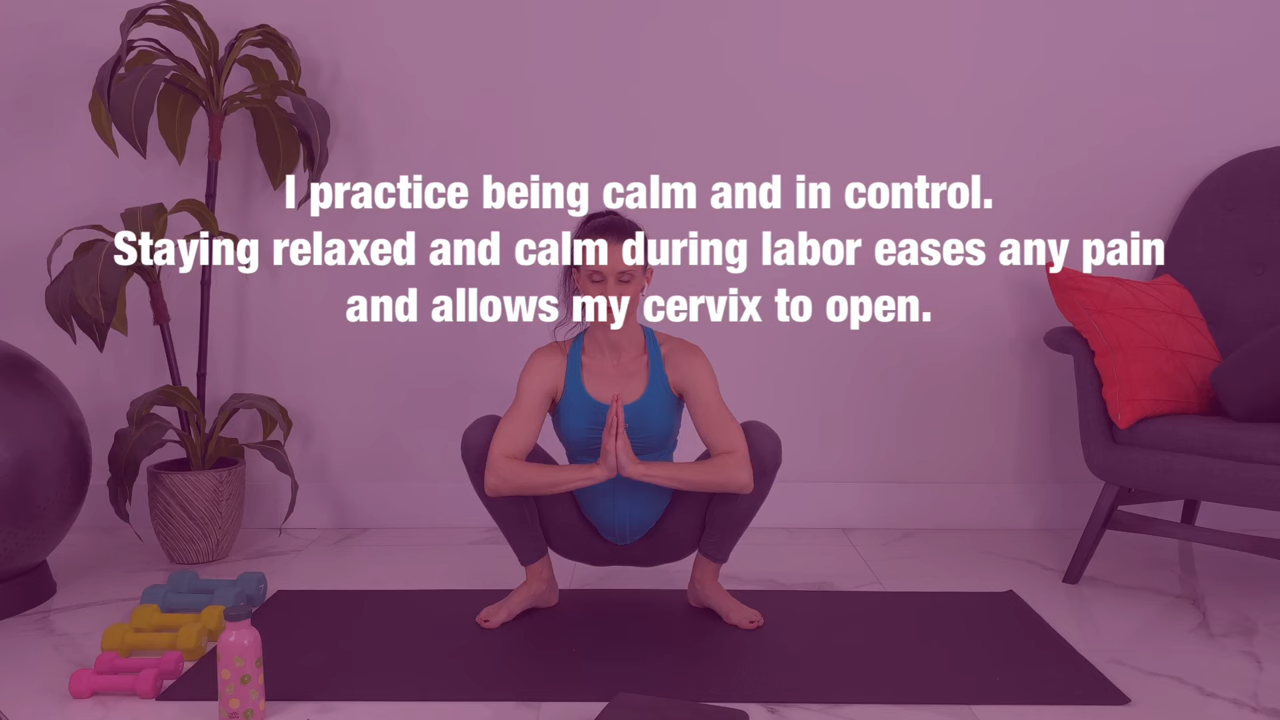 I practice being calm and in control.
Staying relaxed and calm during labor eases any pain
and allows my cervix to open.